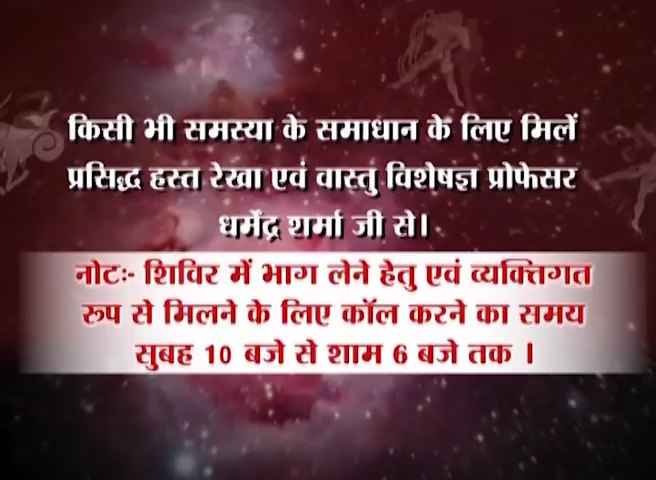 किसी भी समस्या के समाधान के लिए मिलें
प्रसिद्ध हस्त रेखा एवं वास्तु विशेषज्ञ प्रोफेसर
धर्मेंद्र शर्मा जी से।
नोटः- शिविर में भाग लेने हेतु एवं व्यक्तिगत
रूप से मिलने के लिए कॉल करने का समय
सुबह 10 बजे से शाम 6 बजे तक ।